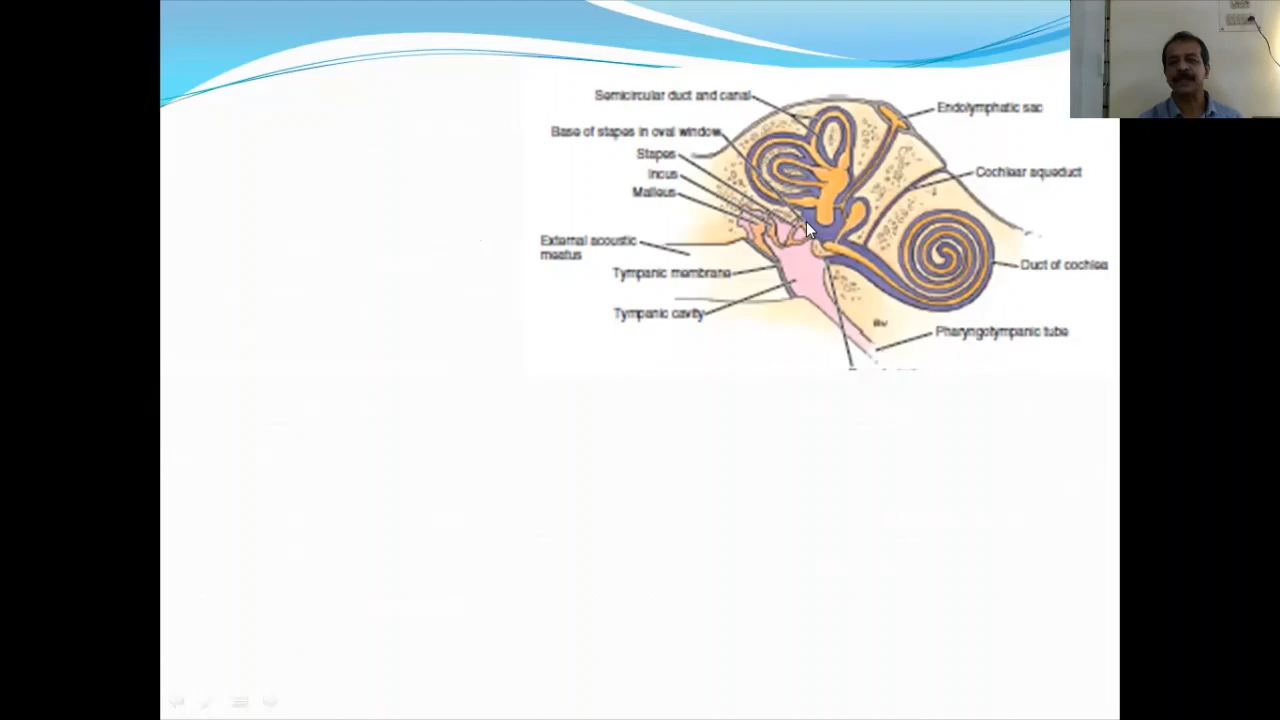 Semicircular duct and canal
Endolymphatic sac
Base of stapes in oval window
Stapes
Cochlear aqueduct
Incus
Malleus
External acoustic
meatus
Duct of cochlea
Tympanic membrane
Tympanic cavity
Pharyngotympanic tube